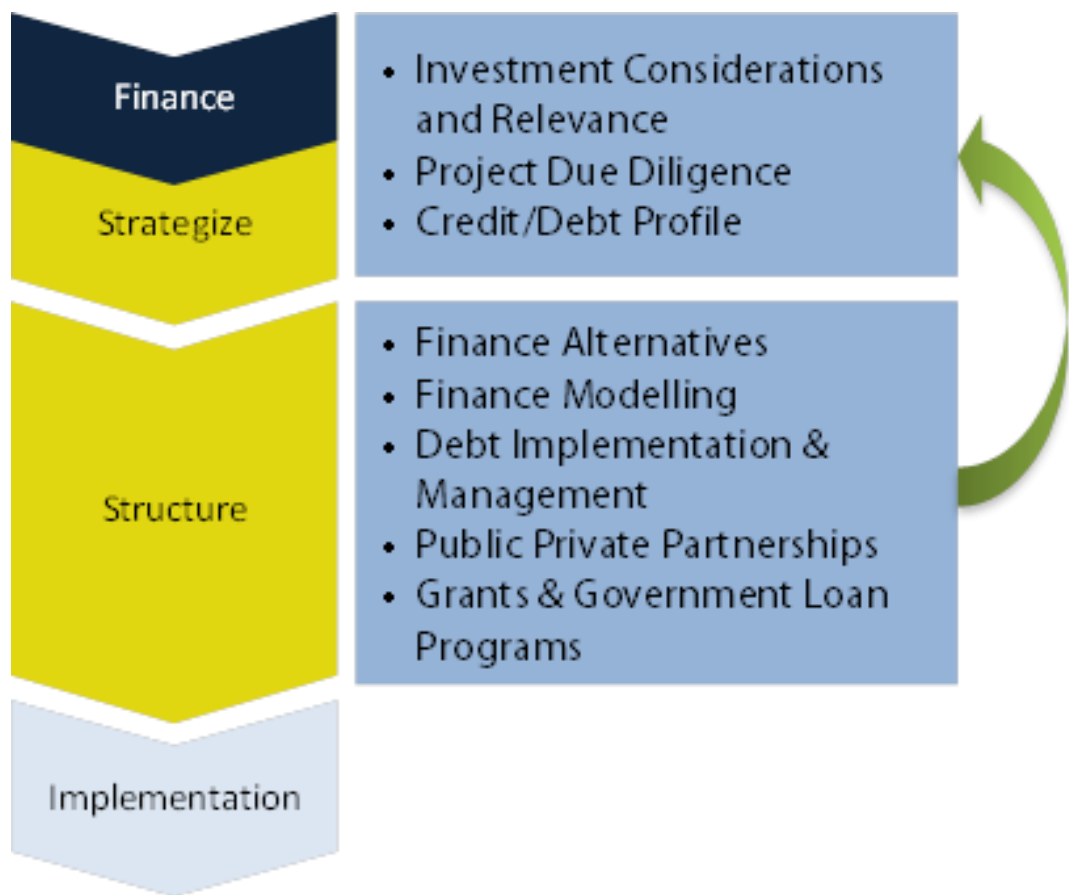 Finance
Strategize
• Investment Considerations
and Relevance
• Project Due Diligence
• Credit/Debt Profile
Structure
• Finance Alternatives
• Finance Modelling
• Debt Implementation &
Management
• Public Private Partnerships
• Grants & Government Loan
Programs
Implementation